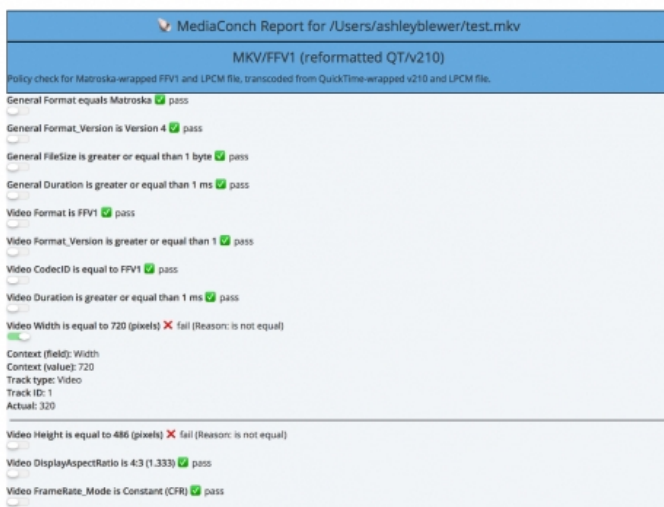 MediaConch Report for /Users/ashleyblewer/test.mkv
MKV/FFV1 (reformatted QT/v210)
Policy check for Matroska-wrapped FFV1 and LPCM file, transcoded from QuickTime-wrapped v210 and LPCM file.
General Format equals Matroska ✅ pass
General Format_Version is Version 4 ✅ pass
General FileSize is greater or equal than 1 byte ✅ pass
General Duration is greater or equal than 1 ms ✅ pass
Video Format is FFV1 ✅ pass
Video Format_Version is greater or equal than 1 ✅ pass
Video CodecID is equal to FFV1 ✅ pass
Video Duration is greater or equal than 1 ms ✅ pass
Video Width is equal to 720 (pixels) ❌ fail (Reason: is not equal)
Context (field): Width
Context (value): 720
Track type: Video
Track ID: 1
Actual: 320
Video Height is equal to 486 (pixels) ❌ fail (Reason: is not equal)
Video DisplayAspectRatio is 4:3 (1.333) ✅ pass
Video FrameRate_Mode is Constant (CFR) ✅ pass